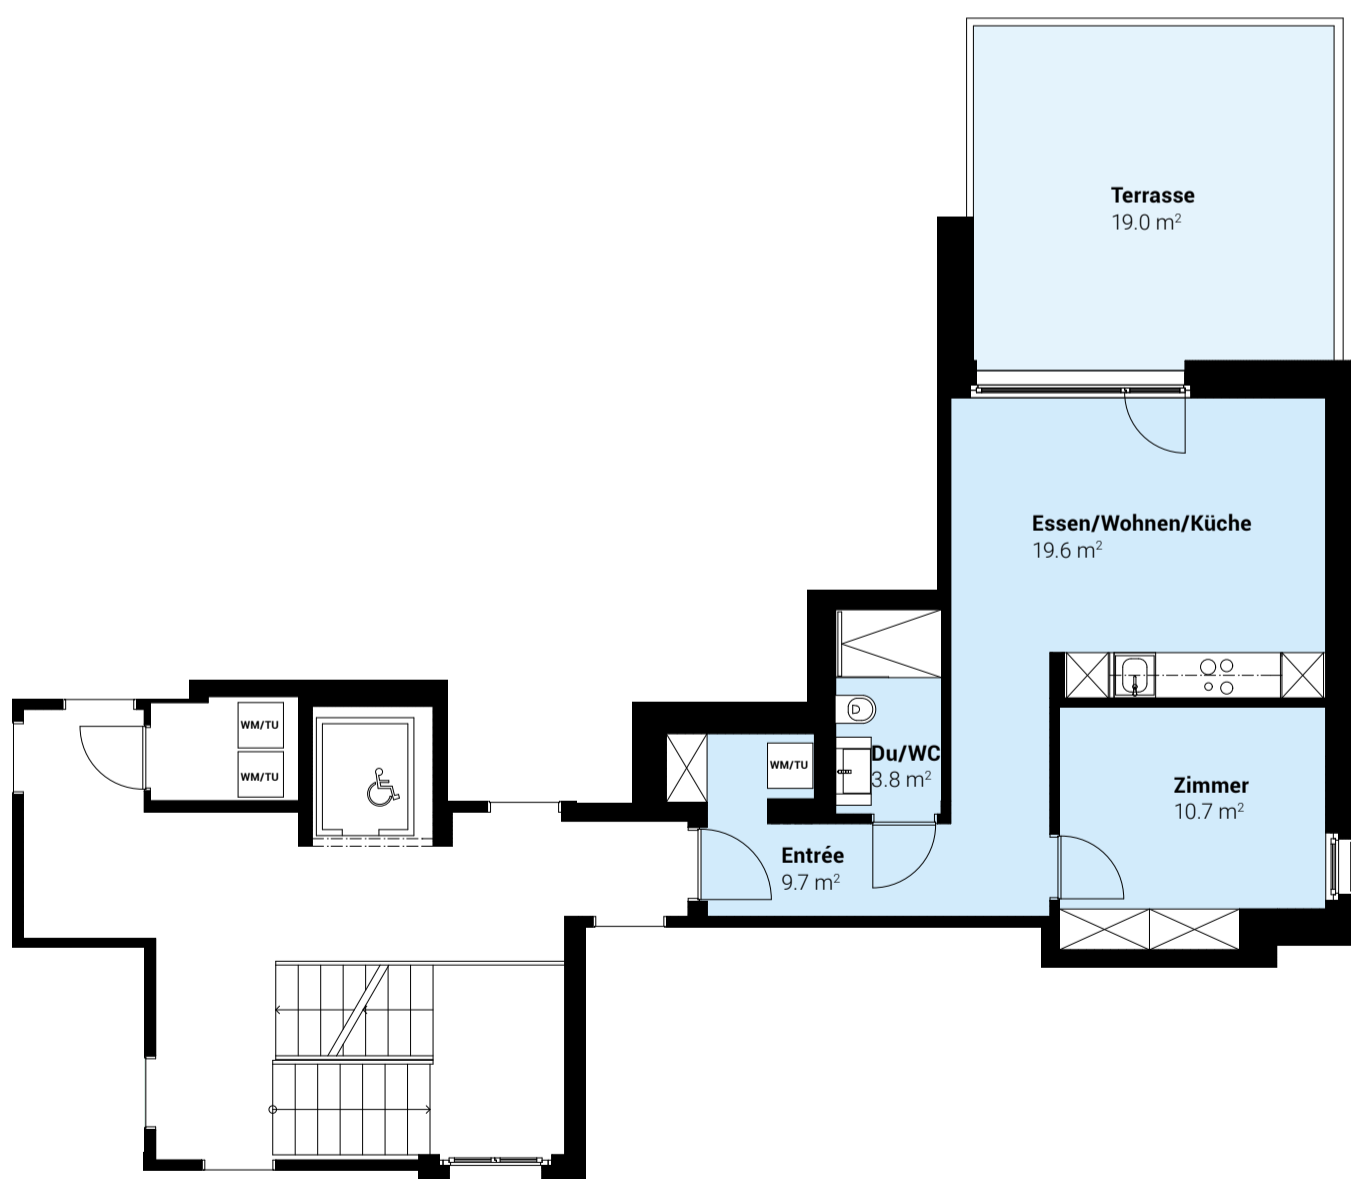 Terrasse
19.0 m²
Essen/Wohnen/Küche
19.6 m²
WM/TU
WM/TU
WM/TU
Du/WC
3.8 m²
Zimmer
10.7 m²
Entrée
9.7 m²